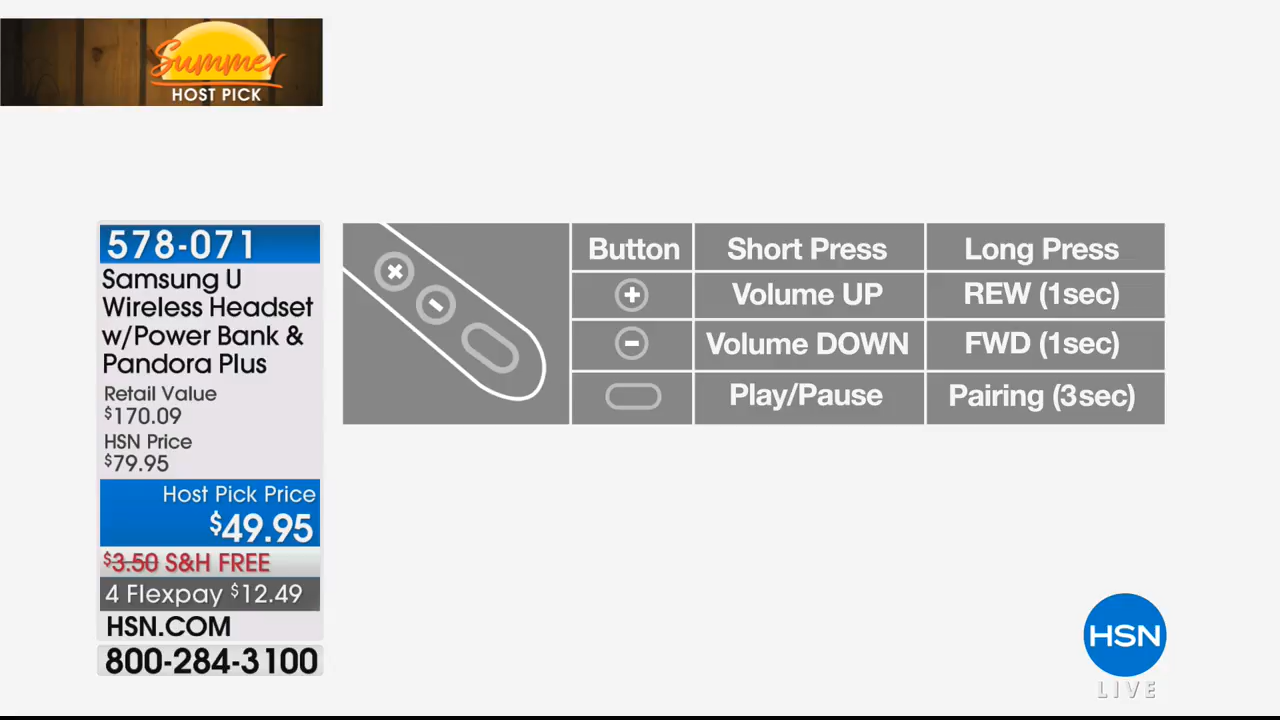 Summer
HOST PICK
578-071
Samsung U
Wireless Headset
w/Power Bank &
Pandora Plus
Retail Value
$170.09
HSN Price
$79.95
Host Pick Price
$49.95
$3.50 S&H FREE
4 Flexpay $12.49
HSN.COM
800-284-3100
Button Short Press Long Press
+ Volume UP REW (1sec)
- Volume DOWN FWD (1sec)
Play/Pause Pairing (3sec)
HSN
LIVE